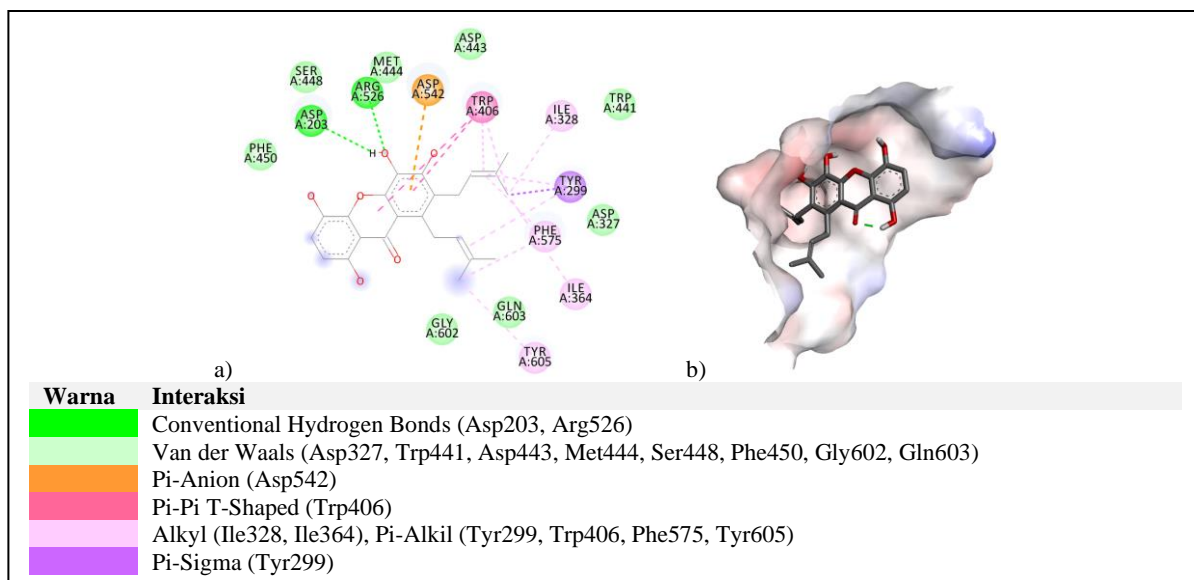 ASP
A:443
MET
A:444
SER
A:448
ARG
A:526
ASP
A:542
TRP
A:406
ILE
A:328
TRP
A:441
ASP
A:203
PHE
A:450
H O
O
O
O
O
O
O
TYR
A:299
ASP
A:327
PHE
A:575
ILE
A:364
GLN
A:603
GLY
A:602
TYR
A:605
a)
b)
Warna Interaksi
Conventional Hydrogen Bonds (Asp203, Arg526)
Van der Waals (Asp327, Trp441, Asp443, Met444, Ser448, Phe450, Gly602, Gln603)
Pi-Anion (Asp542)
Pi-Pi T-Shaped (Trp406)
Alkyl (Ile328, Ile364), Pi-Alkil (Tyr299, Trp406, Phe575, Tyr605)
Pi-Sigma (Tyr299)